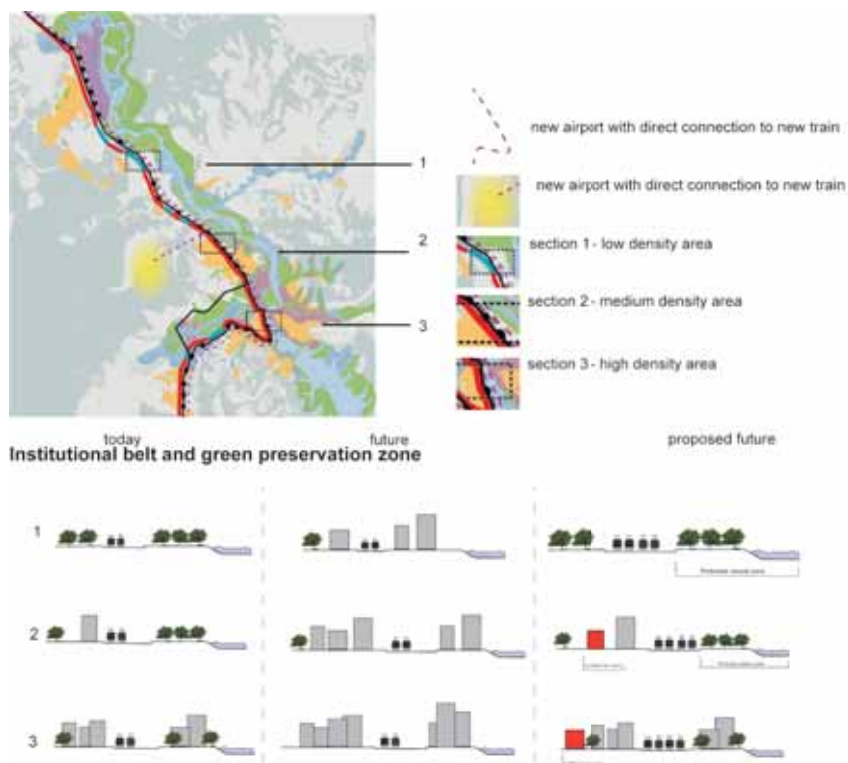 1
2
3
new airport with direct connection to new train
new airport with direct connection to new train
section 1 - low density area
section 2 - medium density area
section 3 - high density area
today
future
proposed future
Institutional belt and green preservation zone
1
2
3